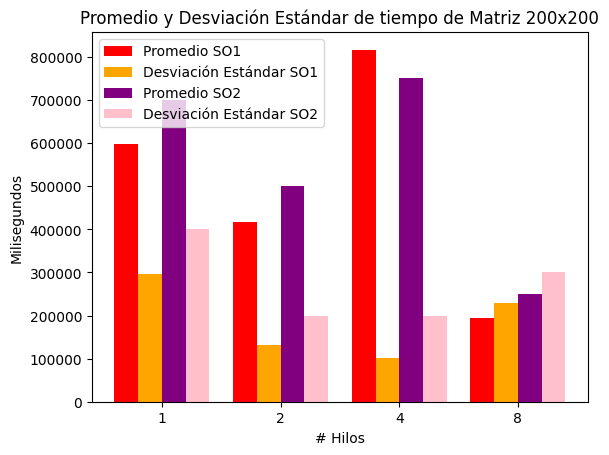 Promedio y Desviación Estándar de tiempo de Matriz 200x200
Promedio SO1
Desviación Estándar SO1
Promedio SO2
Desviación Estándar SO2
Milisegundos
800000
700000
600000
500000
400000
300000
200000
100000
0
1 2 4 8
# Hilos